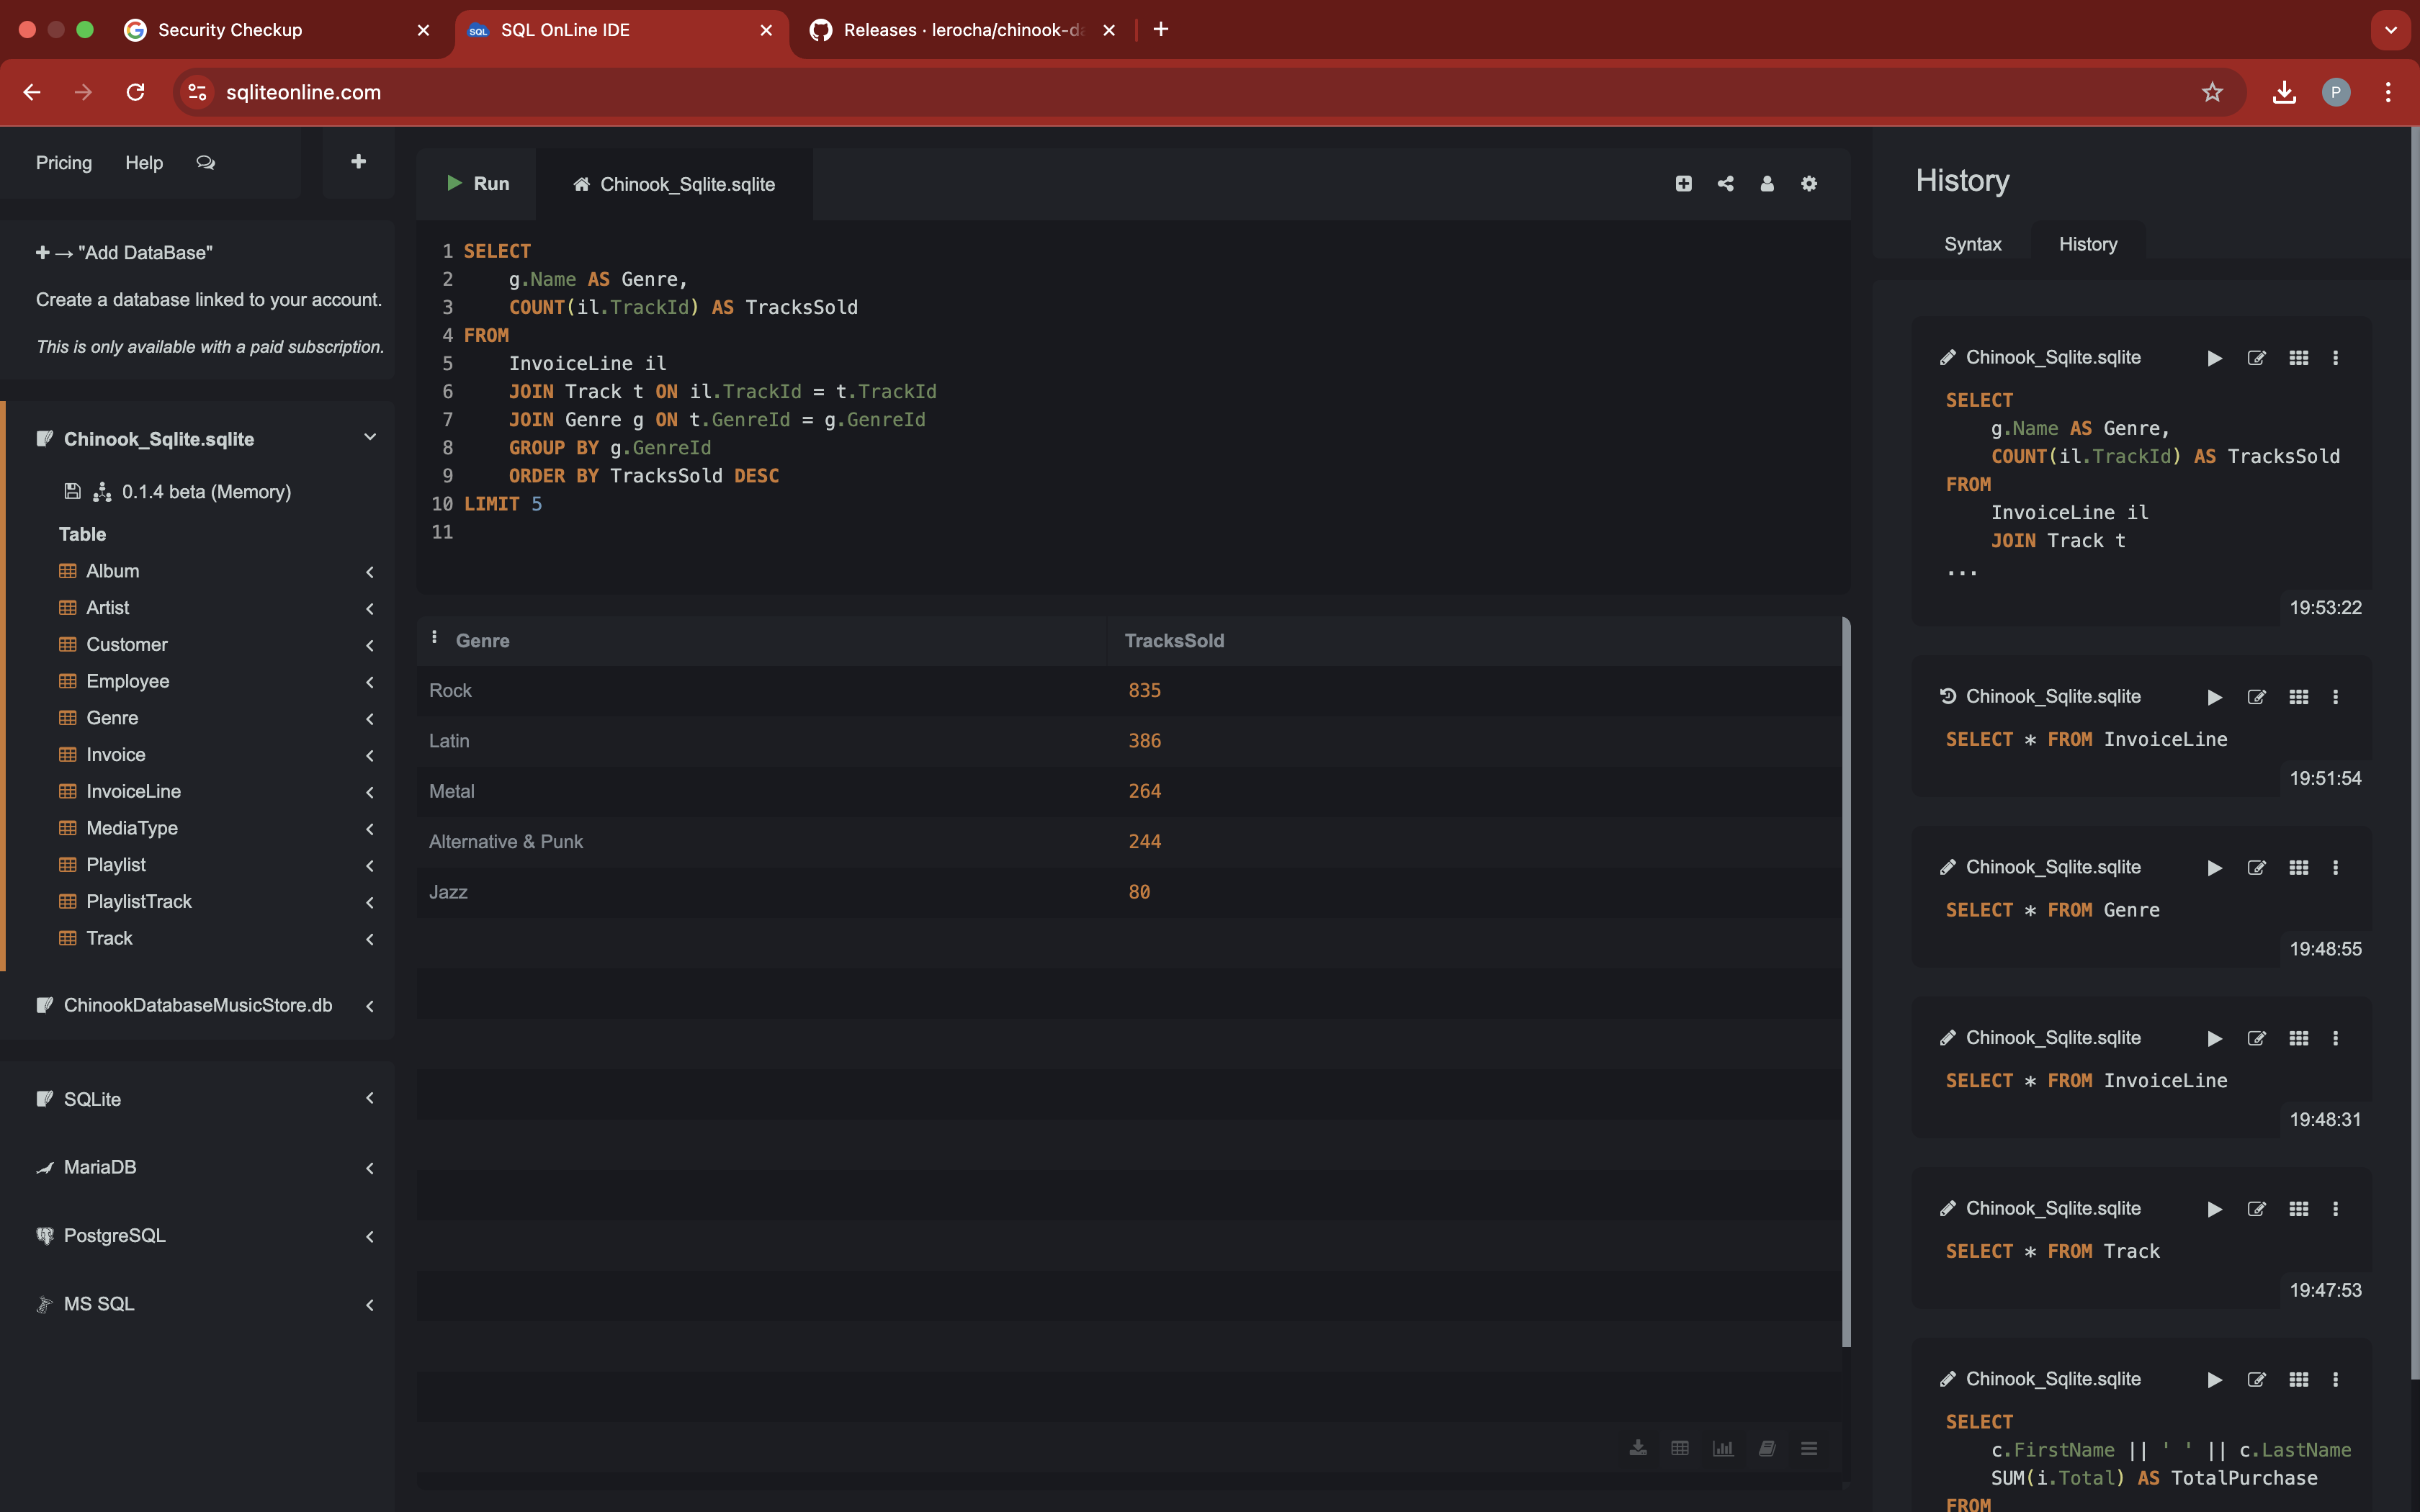 Security Checkup
SQL OnLine IDE
Releases · lerocha/chinook-da
sqliteonline.com
P
Pricing
Help
"Add DataBase"
Create a database linked to your account.
This is only available with a paid subscription.
Chinook_Sqlite.sqlite
0.1.4 beta (Memory)
Table
Album
Artist
Customer
Employee
Genre
Invoice
InvoiceLine
MediaType
Playlist
PlaylistTrack
Track
ChinookDatabaseMusicStore.db
SQLite
MariaDB
PostgreSQL
MS SQL
Run
Chinook_Sqlite.sqlite
1 SELECT
2 g.Name AS Genre,
3 COUNT(il.TrackId) AS TracksSold
4 FROM
5 InvoiceLine il
6 JOIN Track t ON il.TrackId = t.TrackId
7 JOIN Genre g ON t.GenreId = g.GenreId
8 GROUP BY g.GenreId
9 ORDER BY TracksSold DESC
10 LIMIT 5
11
Genre TracksSold
Rock 835
Latin 386
Metal 264
Alternative & Punk 244
Jazz 80
History
Syntax History
Chinook_Sqlite.sqlite
SELECT
g.Name AS Genre,
COUNT(il.TrackId) AS TracksSold
FROM
InvoiceLine il
JOIN Track t
...
19:53:22
Chinook_Sqlite.sqlite
SELECT * FROM InvoiceLine
19:51:54
Chinook_Sqlite.sqlite
SELECT * FROM Genre
19:48:55
Chinook_Sqlite.sqlite
SELECT * FROM InvoiceLine
19:48:31
Chinook_Sqlite.sqlite
SELECT * FROM Track
19:47:53
Chinook_Sqlite.sqlite
SELECT
c.FirstName || ' ' || c.LastName
SUM(i.Total) AS TotalPurchase
FROM